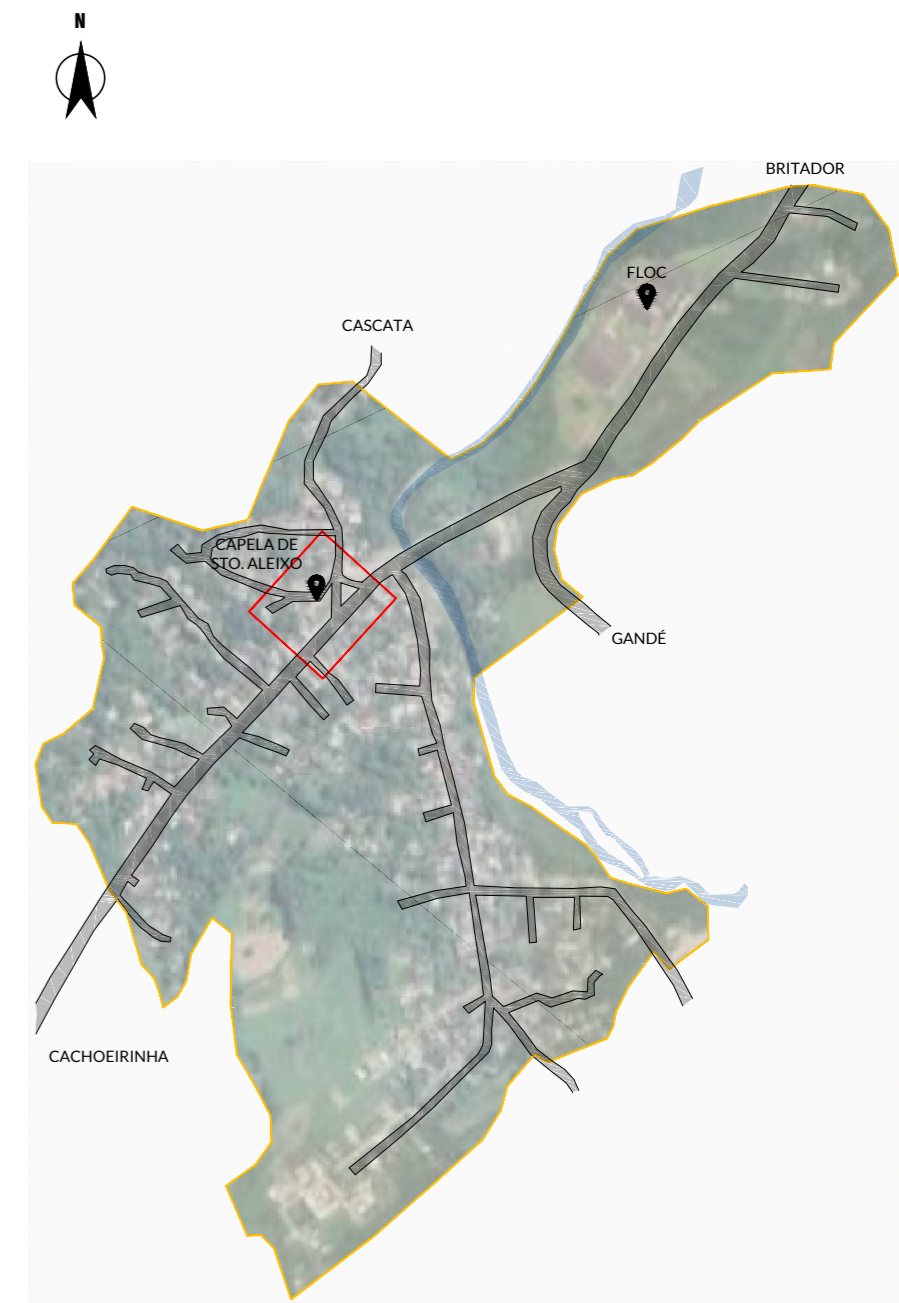 N
BRITADOR
FLOC
CASCATA
CAPELA DE
STO. ALEIXO
GANDÉ
CACHOEIRINHA